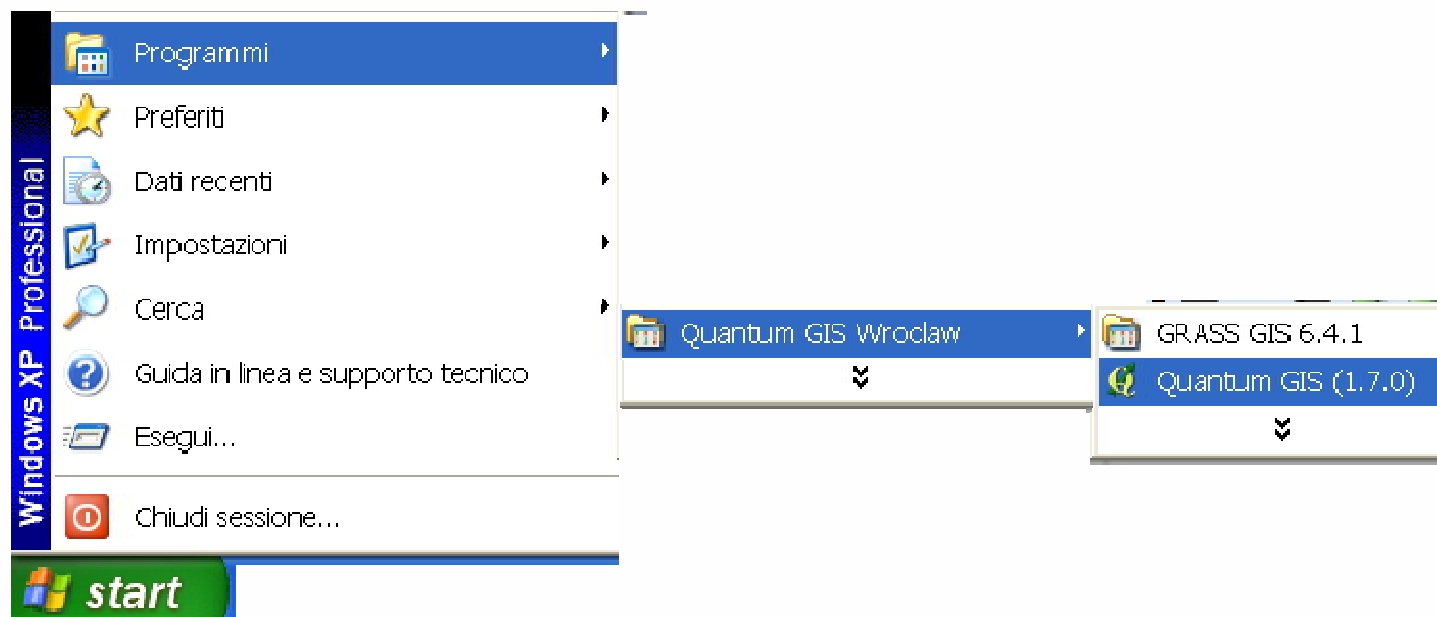 Windows XP Professional
Programmi
Preferiti
Dati recenti
Impostazioni
Cerca
Guida in linea e supporto tecnico
Esegui...
Chiudi sessione...
start
Quantum GIS Wroclaw
GRASS GIS 6.4.1
Quantum GIS (1.7.0)